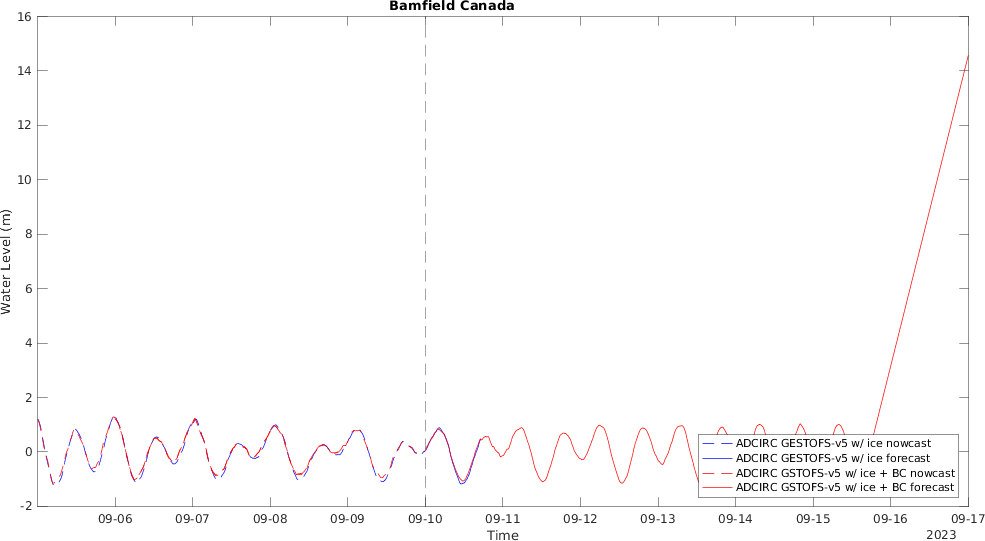 Bamfield Canada
16
14
12
10
8
6
4
2
0
-2
Water Level (m)
ADCIRC GESTOFS-v5 w/ ice nowcast
ADCIRC GESTOFS-v5 w/ ice forecast
ADCIRC GSTOFS-v5 w/ ice + BC nowcast
ADCIRC GSTOFS-v5 w/ ice + BC forecast
09-06 09-07 09-08 09-09 09-10 09-11 09-12 09-13 09-14 09-15 09-16 09-17
Time
2023